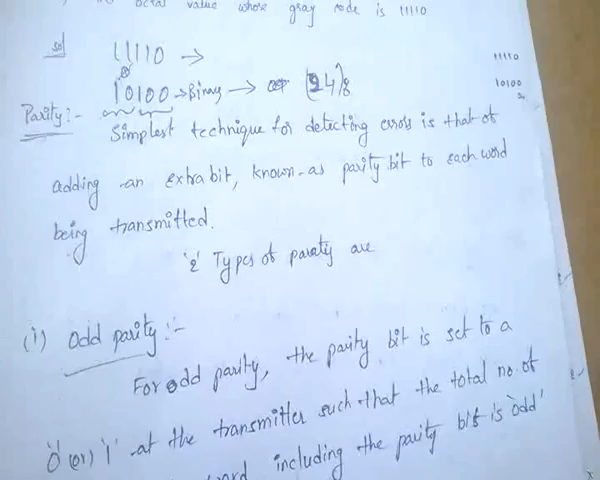 octal value whose gray code is 11110
sol 11110 → 11110
10100 → Binary → (24)8 10100
Parity :- Simplest technique for detecting errors is that of
adding an extra bit, known as parity bit to each word
being transmitted.
'2' Types of parity are
(i) Odd parity :-
For odd parity, the parity bit is set to a
'0' (or) '1' at the transmitter such that the total no. of
including the parity bit is 'odd'